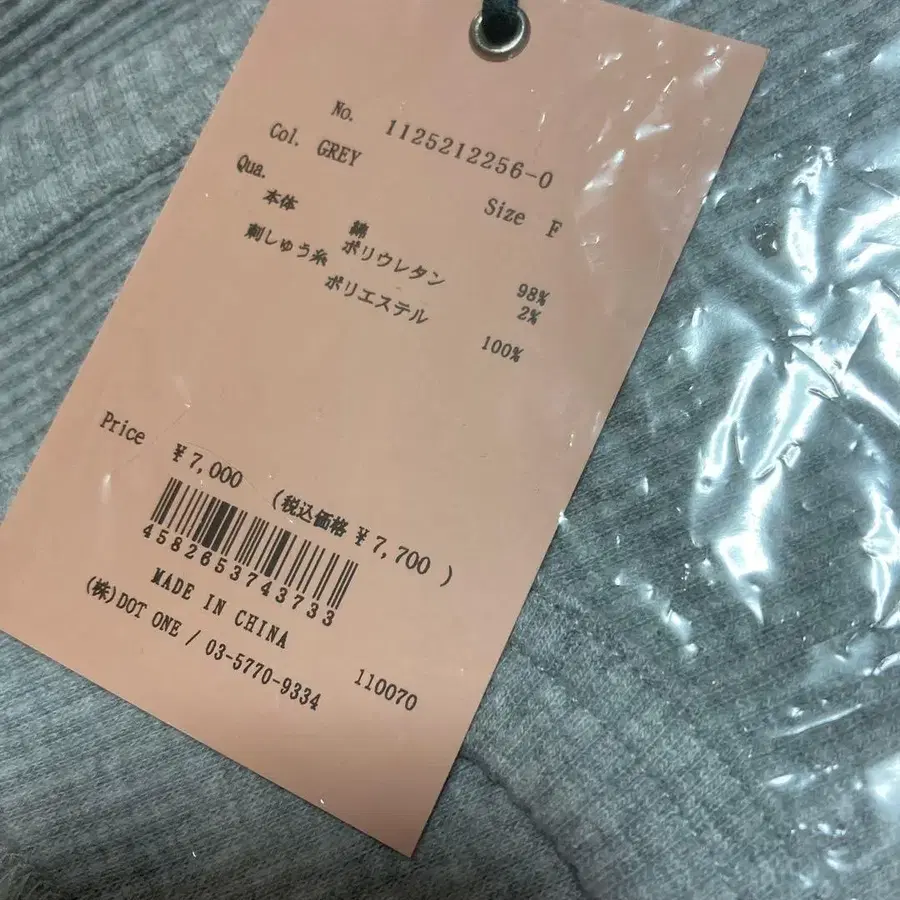 No. 1125212256-0
Col. GREY Size F
Qua.
本体 綿 98%
ポリウレタン 2%
刺しゅう糸
ポリエステル 100%
Price ¥7,000 (税込価格 ¥7,700)
4582653743733
MADE IN CHINA
(株)DOT ONE / 03-5770-9334 110070